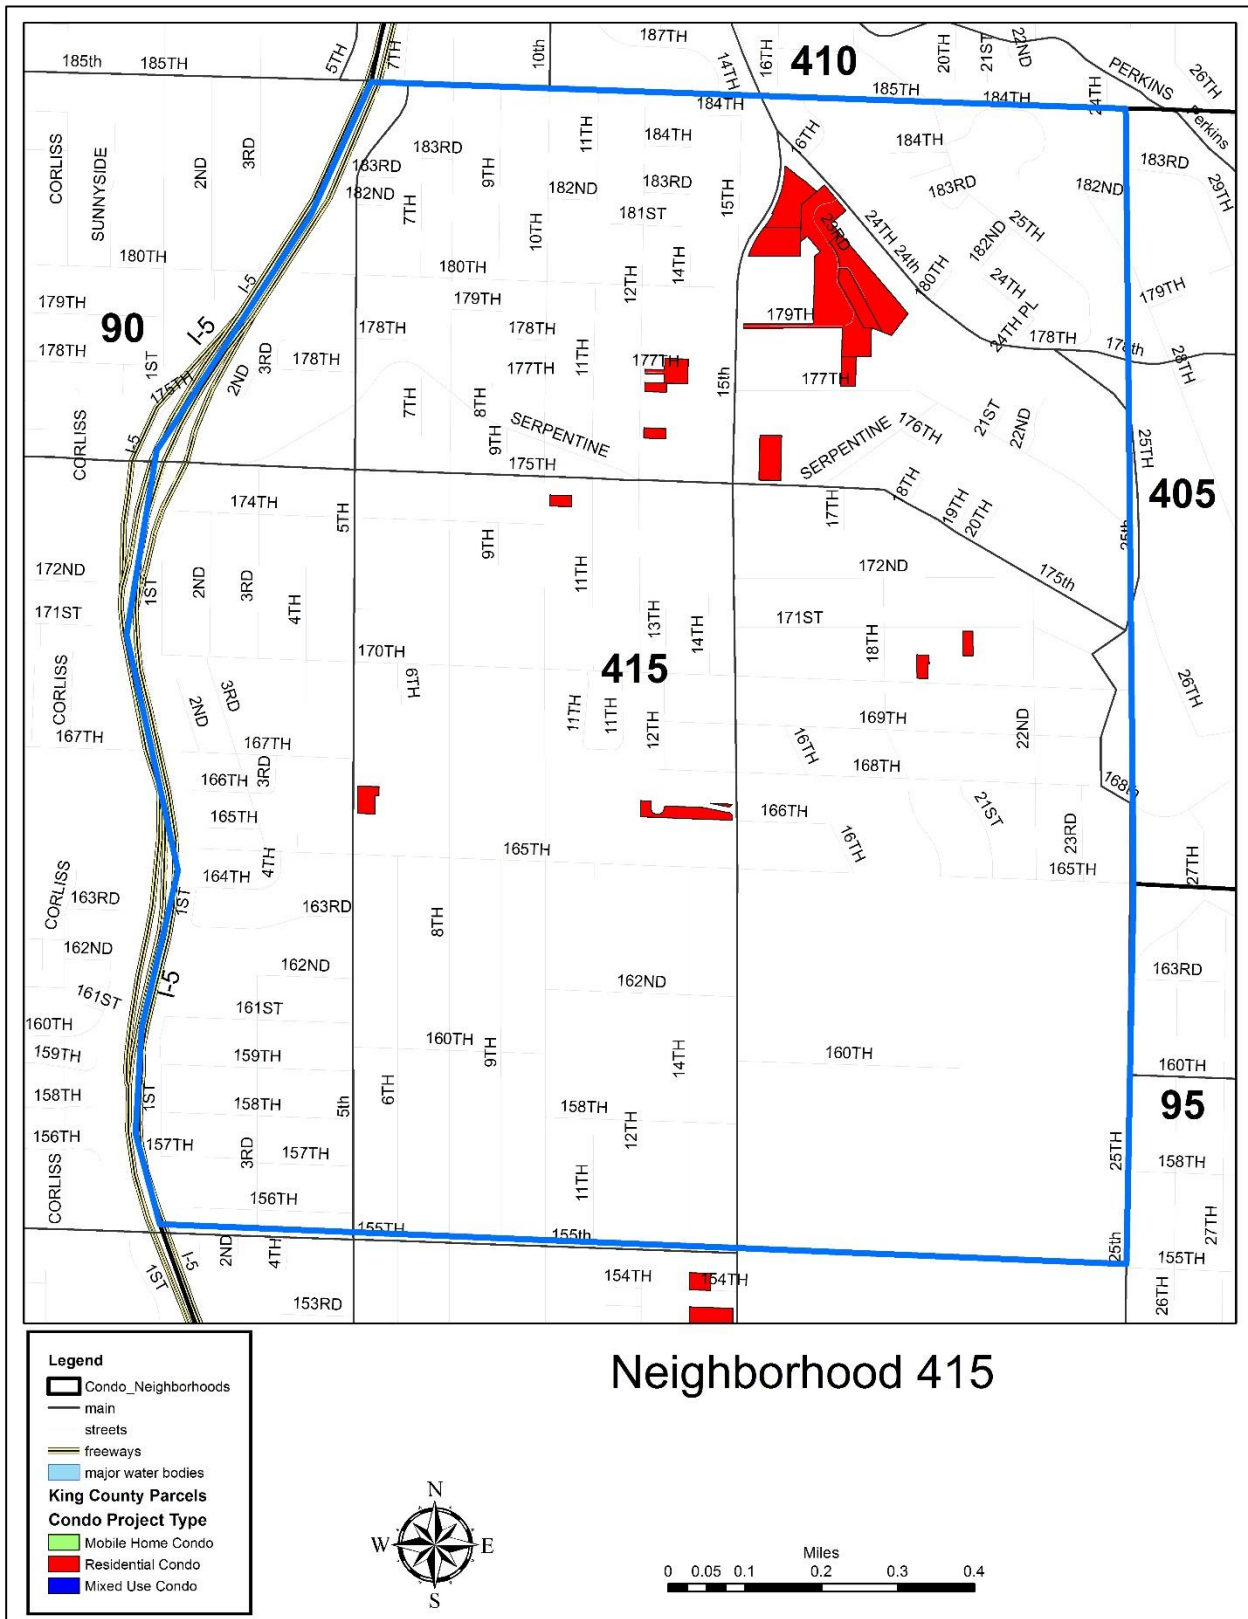 185th
185TH
5TH
7TH
10th
187TH
14TH
16TH
410
20TH
21ST
22ND
PERKINS
26TH
185TH
184TH
24TH
184TH
Perkins
CORLISS
SUNNYSIDE
2ND
3RD
183RD
183RD
182ND
7TH
9TH
11TH
184TH
183RD
182ND
181ST
15TH
16TH
184TH
183RD
182ND
183RD
29TH
10TH
23RD
24TH
24th
25TH
182ND
180TH
180TH
I-5
180TH
12TH
14TH
24TH
24TH PL
179TH
179TH
179TH
179TH
90
I-5
178TH
178TH
178TH
178TH
178TH
178th
28TH
1ST
175TH
2ND
3RD
177TH
11TH
177TH
15th
177TH
7TH
8TH
9TH
SERPENTINE
SERPENTINE
176TH
21ST
22ND
25TH
CORLISS
I-5
175TH
405
174TH
5TH
9TH
11TH
17TH
18TH
19TH
20TH
25th
172ND
172ND
175th
1ST
2ND
3RD
4TH
171ST
171ST
13TH
14TH
18TH
170TH
415
6TH
CORLISS
2ND
3RD
26TH
11TH
11TH
12TH
169TH
22ND
167TH
167TH
16TH
168TH
168th
166TH
3RD
165TH
166TH
16TH
21ST
23RD
165TH
165TH
27TH
164TH
4TH
CORLISS
163RD
1ST
163RD
8TH
162ND
162ND
162ND
163RD
161ST
I-5
161ST
160TH
160TH
160TH
160TH
159TH
159TH
9TH
14TH
158TH
1ST
158TH
5th
6TH
158TH
12TH
95
156TH
157TH
3RD
157TH
25TH
158TH
CORLISS
156TH
11TH
27TH
155TH
155th
25th
155TH
1ST
I-5
2ND
4TH
154TH
154TH
26TH
153RD
Neighborhood 415
Legend
Condo_Neighborhoods
main
streets
freeways
major water bodies
King County Parcels
Condo Project Type
Mobile Home Condo
Residential Condo
Mixed Use Condo
N
W E
S
Miles
0 0.05 0.1 0.2 0.3 0.4